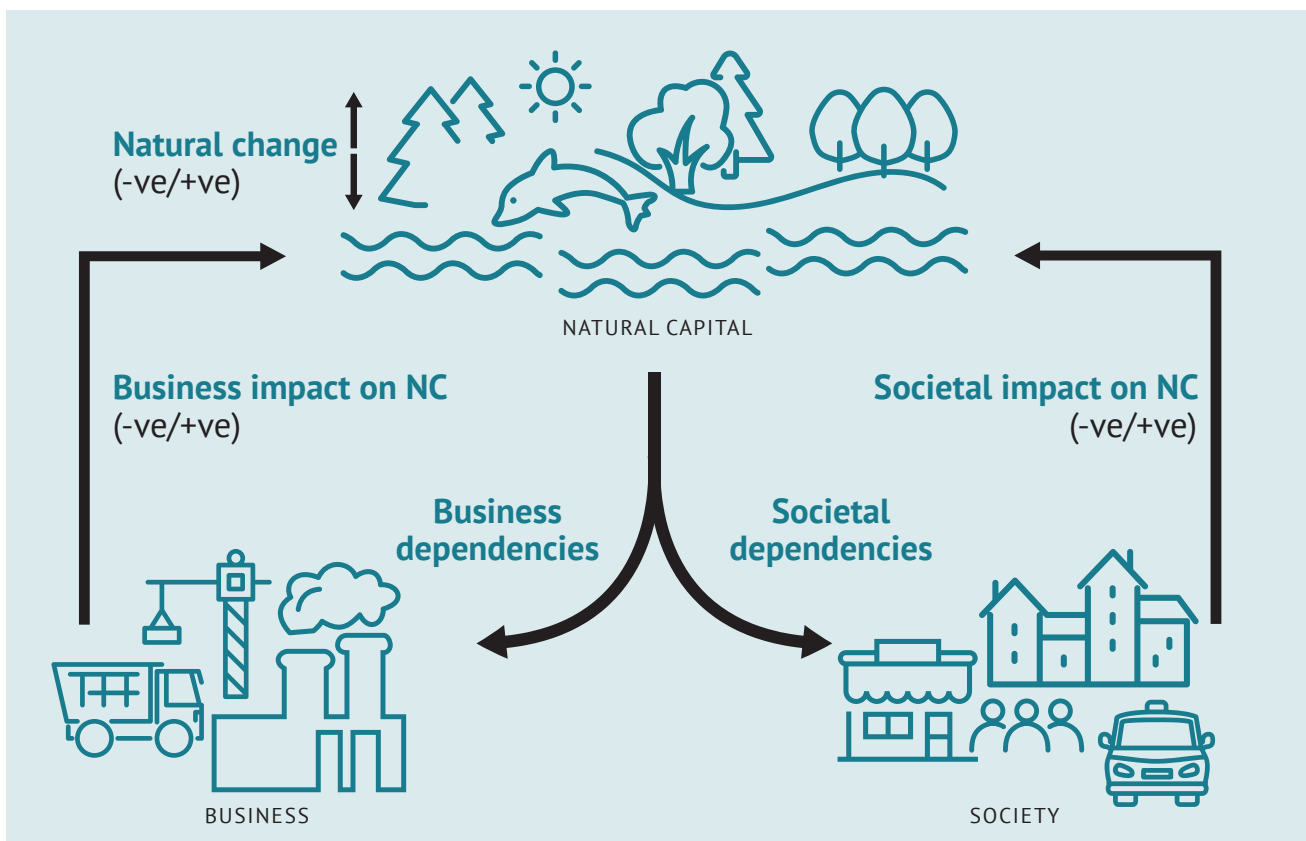 Natural change
(-ve/+ve)
NATURAL CAPITAL
Business impact on NC
(-ve/+ve)
Societal impact on NC
(-ve/+ve)
Business
dependencies
Societal
dependencies
BUSINESS
SOCIETY